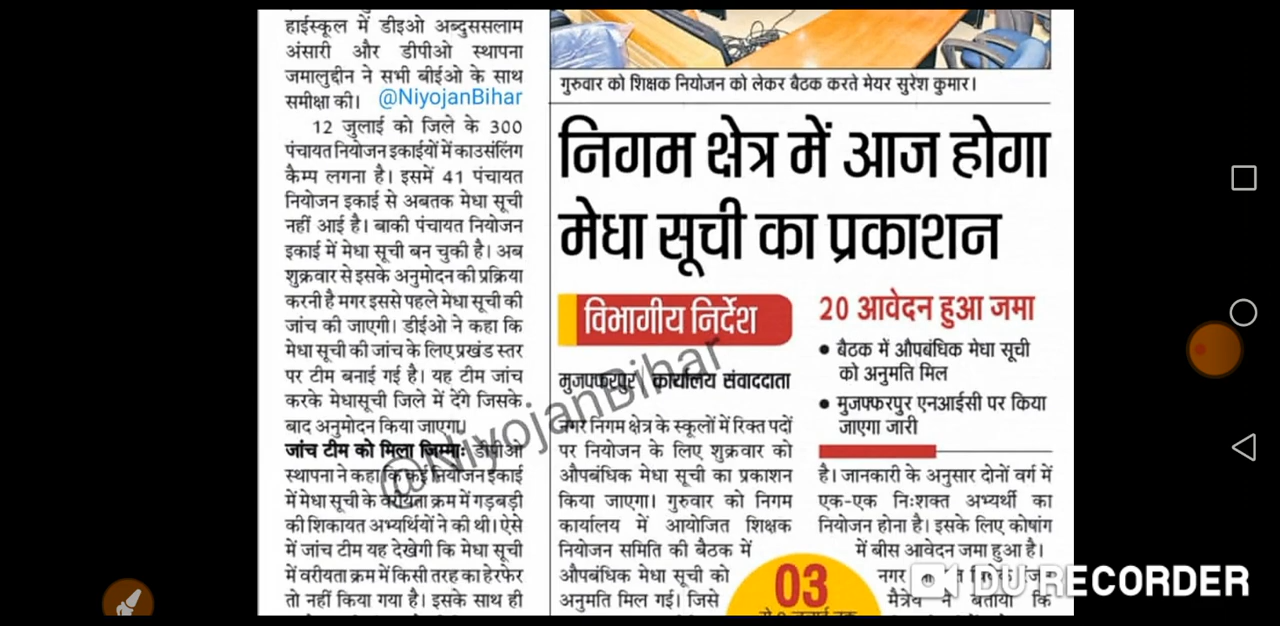 हाईस्कूल में डीइओ अब्दुससलाम
अंसारी और डीपीओ स्थापना
जमालुद्दीन ने सभी बीईओ के साथ
समीक्षा की। @NiyojanBihar
12 जुलाई को जिले के 300
पंचायत नियोजन इकाईयों में काउसंलिंग
कैम्प लगना है। इसमें 41 पंचायत
नियोजन इकाई से अबतक मेधा सूची
नहीं आई है। बाकी पंचायत नियोजन
इकाई में मेधा सूची बन चुकी है। अब
शुक्रवार से इसके अनुमोदन की प्रक्रिया
करनी है मगर इससे पहले मेधा सूची की
जांच की जाएगी। डीईओ ने कहा कि
मेधा सूची की जांच के लिए प्रखंड स्तर
पर टीम बनाई गई है। यह टीम जांच
करके मेधासूची जिले में देंगे जिसके
बाद अनुमोदन किया जाएगा।
जांच टीम को मिला जिम्मा: डीपीओ
स्थापना ने कहा कि कई नियोजन इकाई
में मेधा सूची के वरीयता क्रम में गड़बड़ी
की शिकायत अभ्यर्थियों ने की थी। ऐसे
में जांच टीम यह देखेगी कि मेधा सूची
में वरीयता क्रम में किसी तरह का हेरफेर
तो नहीं किया गया है। इसके साथ ही
गुरुवार को शिक्षक नियोजन को लेकर बैठक करते मेयर सुरेश कुमार।
निगम क्षेत्र में आज होगा
मेधा सूची का प्रकाशन
विभागीय निर्देश
मुजफ्फरपुर कार्यालय संवाददाता
नगर निगम क्षेत्र के स्कूलों में रिक्त पदों
पर नियोजन के लिए शुक्रवार को
औपबंधिक मेधा सूची का प्रकाशन
किया जाएगा। गुरुवार को निगम
कार्यालय में आयोजित शिक्षक
नियोजन समिति की बैठक में
औपबंधिक मेधा सूची को
अनुमति मिल गई। जिसे
20 आवेदन हुआ जमा
• बैठक में औपबंधिक मेधा सूची
को अनुमति मिल
• मुजफ्फरपुर एनआईसी पर किया
जाएगा जारी
है। जानकारी के अनुसार दोनों वर्ग में
एक-एक निःशक्त अभ्यर्थी का
नियोजन होना है। इसके लिए कोषांग
में बीस आवेदन जमा हुआ है।
नगर
मैत्रेय ने बताया कि
03
@NiyojanBihar
DU RECORDER